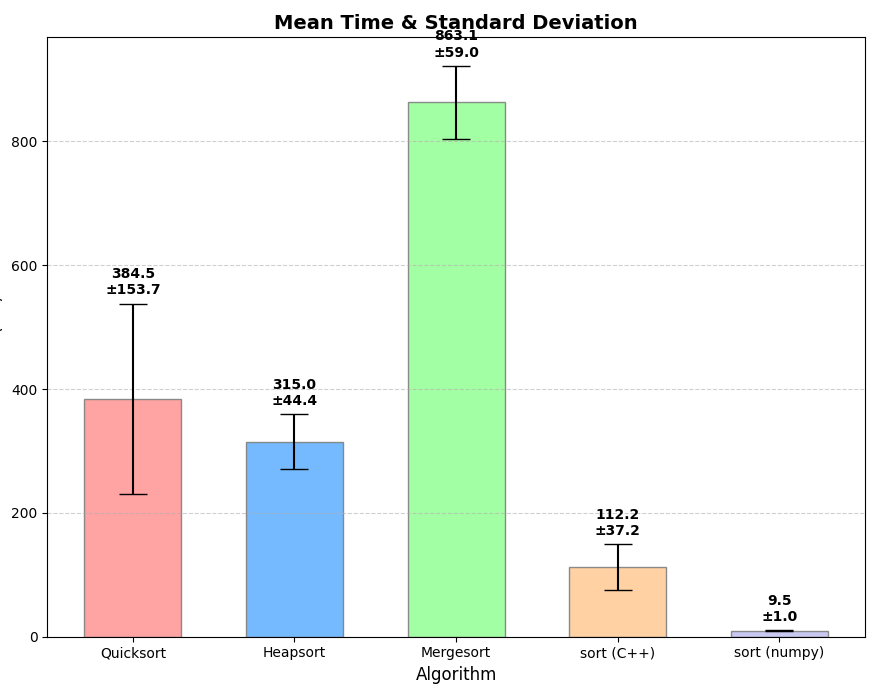 Mean Time & Standard Deviation
863.1
±59.0
800
600
384.5
±153.7
400
315.0
±44.4
200
112.2
±37.2
9.5
±1.0
0
Quicksort
Heapsort
Mergesort
sort (C++)
sort (numpy)
Algorithm